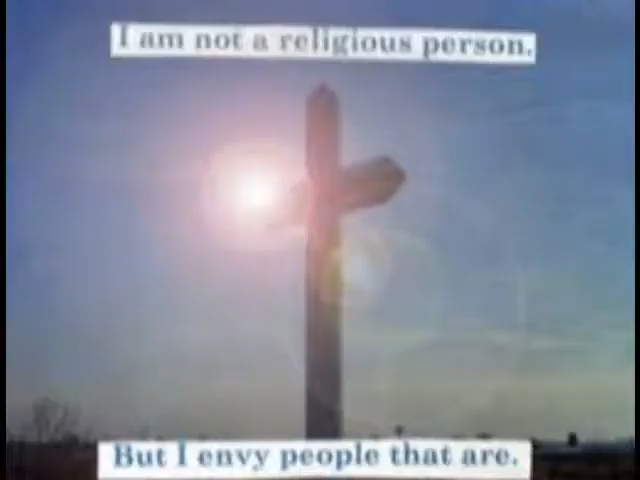 I am not a religious person.
But I envy people that are.